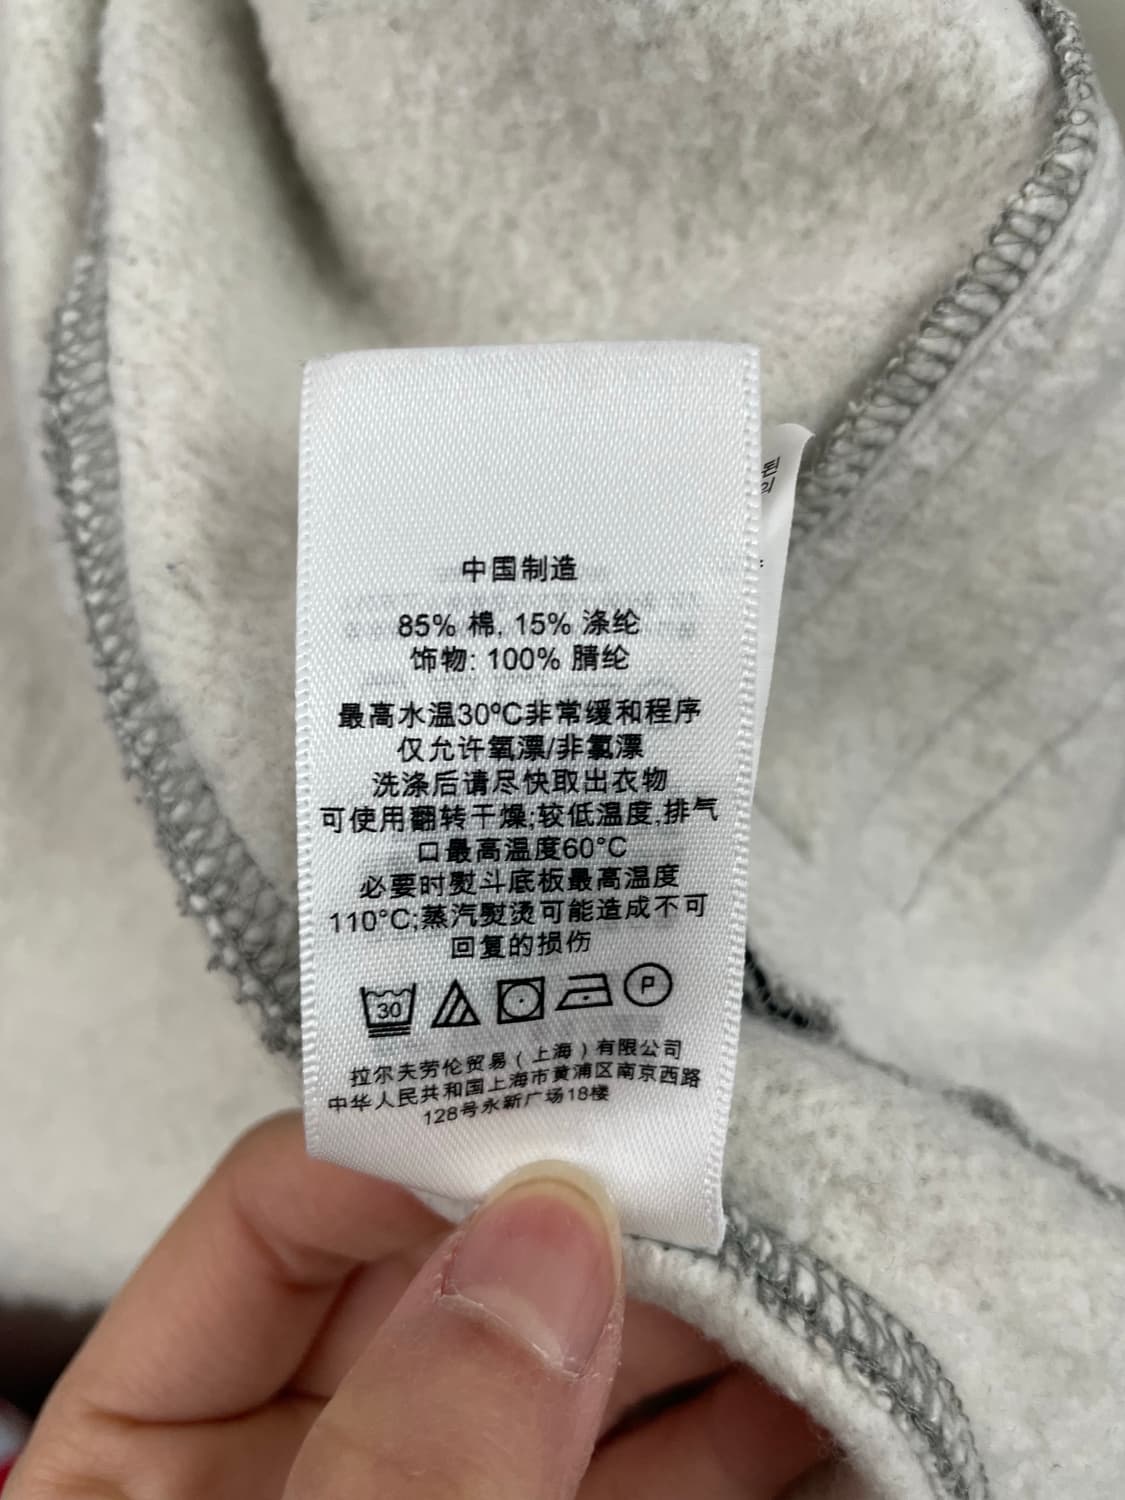 된
의
中国制造
85% 棉, 15% 涤纶
饰物: 100% 腈纶
最高水温30ºC非常缓和程序
仅允许氧漂/非氯漂
洗涤后请尽快取出衣物
可使用翻转干燥;较低温度,排气
口最高温度60°C
必要时熨斗底板最高温度
110°C;蒸汽熨烫可能造成不可
回复的损伤
30
P
拉尔夫劳伦贸易（上海）有限公司
中华人民共和国上海市黄浦区南京西路
128号永新广场18楼